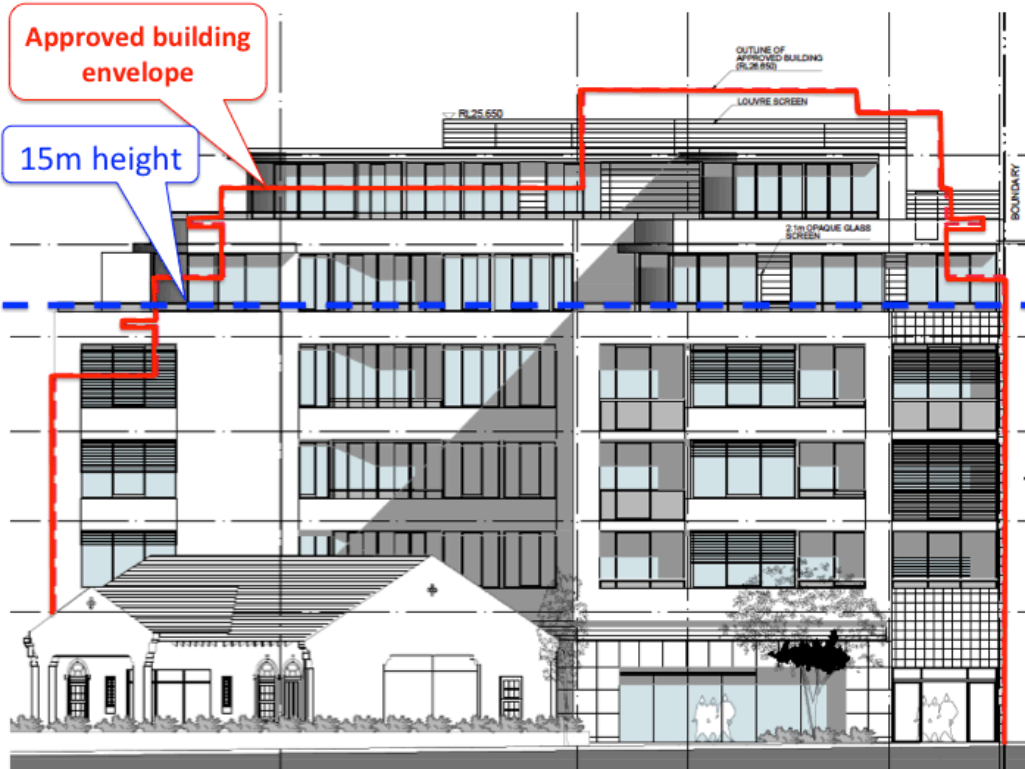 Approved building
envelope
15m height
OUTLINE OF
APPROVED BUILDING
(RL26.650)
LOUVRE SCREEN
RL25.650
BOUNDARY
2.1m OPAQUE GLASS
SCREEN